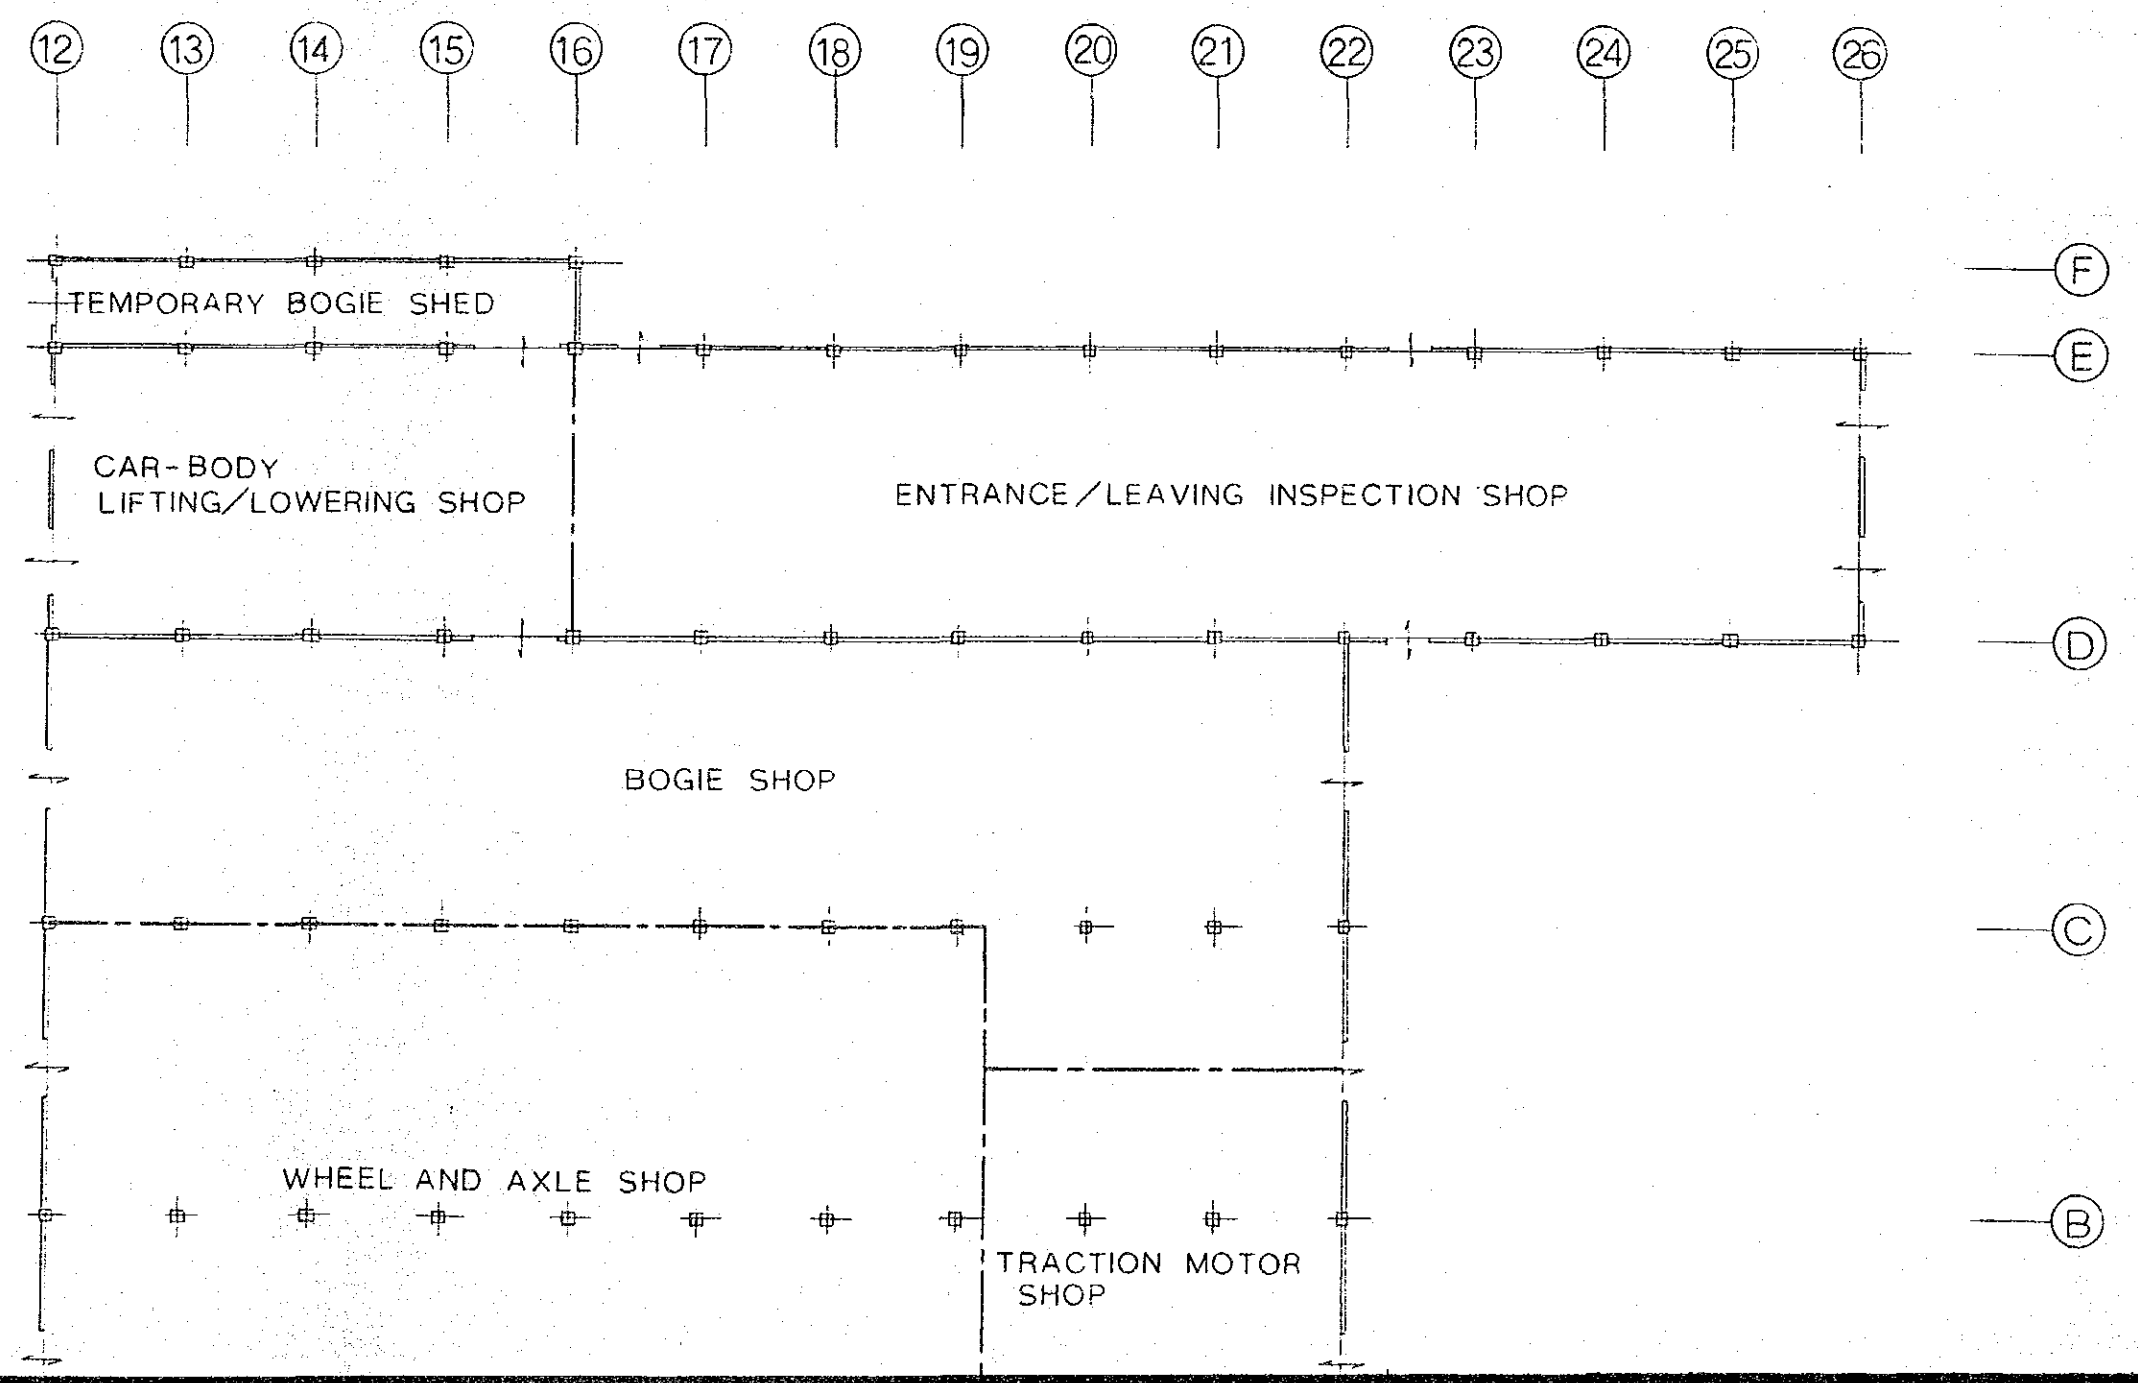 12 13 14 15 16 17 18 19 20 21 22 23 24 25 26
F
TEMPORARY BOGIE SHED
E
CAR-BODY
LIFTING/LOWERING SHOP
ENTRANCE/LEAVING INSPECTION SHOP
D
BOGIE SHOP
C
WHEEL AND AXLE SHOP
B
TRACTION MOTOR
SHOP